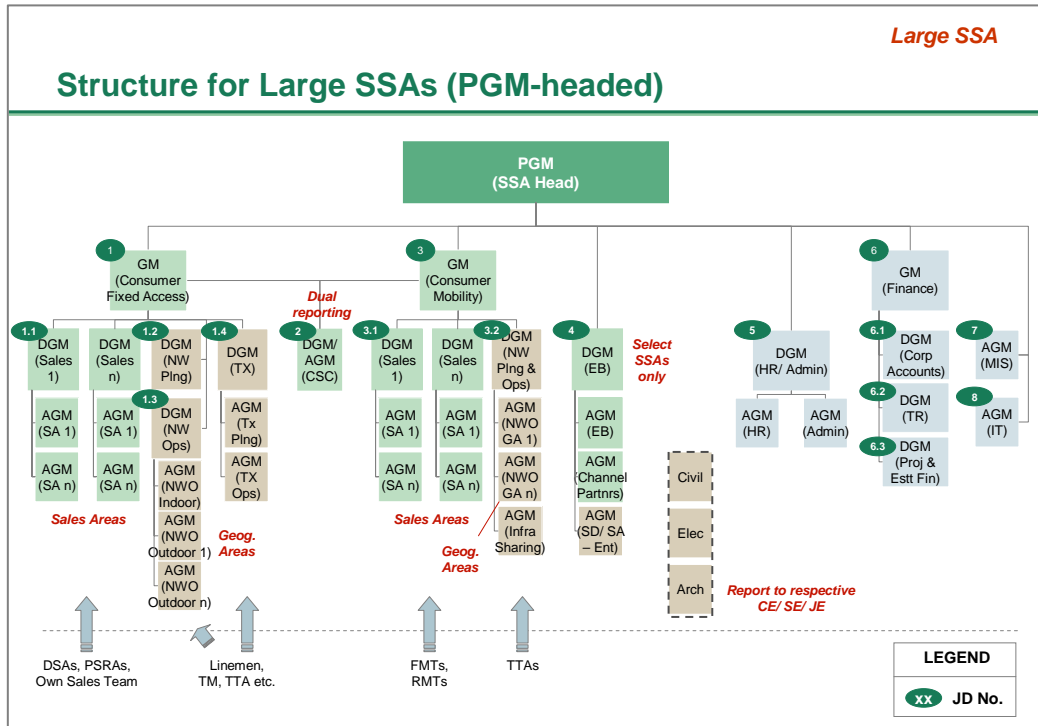 Large SSA
Structure for Large SSAs (PGM-headed)
PGM
(SSA Head)
1
GM
(Consumer
Fixed Access)
3
GM
(Consumer
Mobility)
6
GM
(Finance)
Dual
reporting
1.1
DGM
(Sales
1)
DGM
(Sales n)
1.2
DGM
(NW
Plng)
1.4
DGM
(TX)
2
DGM/
AGM
(CSC)
3.1
DGM
(Sales
1)
DGM
(Sales
n)
3.2
DGM
(NW
Plng &
Ops)
4
DGM
(EB)
Select
SSAs
only
5
DGM
(HR/ Admin)
6.1
DGM
(Corp
Accounts)
7
AGM
(MIS)
AGM
(SA 1)
AGM
(SA 1)
1.3
DGM
(NW
Ops)
AGM
(Tx
Plng)
AGM
(SA 1)
AGM
(SA 1)
AGM
(NWO
GA 1)
AGM
(EB)
AGM
(HR)
AGM
(Admin)
6.2
DGM
(TR)
8
AGM
(IT)
AGM
(SA n)
AGM
(SA n)
AGM
(NWO
Indoor)
AGM
(TX
Ops)
AGM
(SA n)
AGM
(SA n)
AGM
(NWO
GA n)
AGM
(Channel
Partnrs)
6.3
DGM
(Proj &
Estt Fin)
Sales Areas
AGM
(NWO
Outdoor 1)
Geog.
Areas
Sales Areas
Geog.
Areas
AGM
(Infra
Sharing)
AGM
(SD/ SA
– Ent)
AGM
(NWO
Outdoor n)
Civil
Elec
Arch
Report to respective
CE/ SE/ JE
DSAs, PSRAs,
Own Sales Team
Linemen,
TM, TTA etc.
FMTs,
RMTs
TTAs
LEGEND
xx JD No.